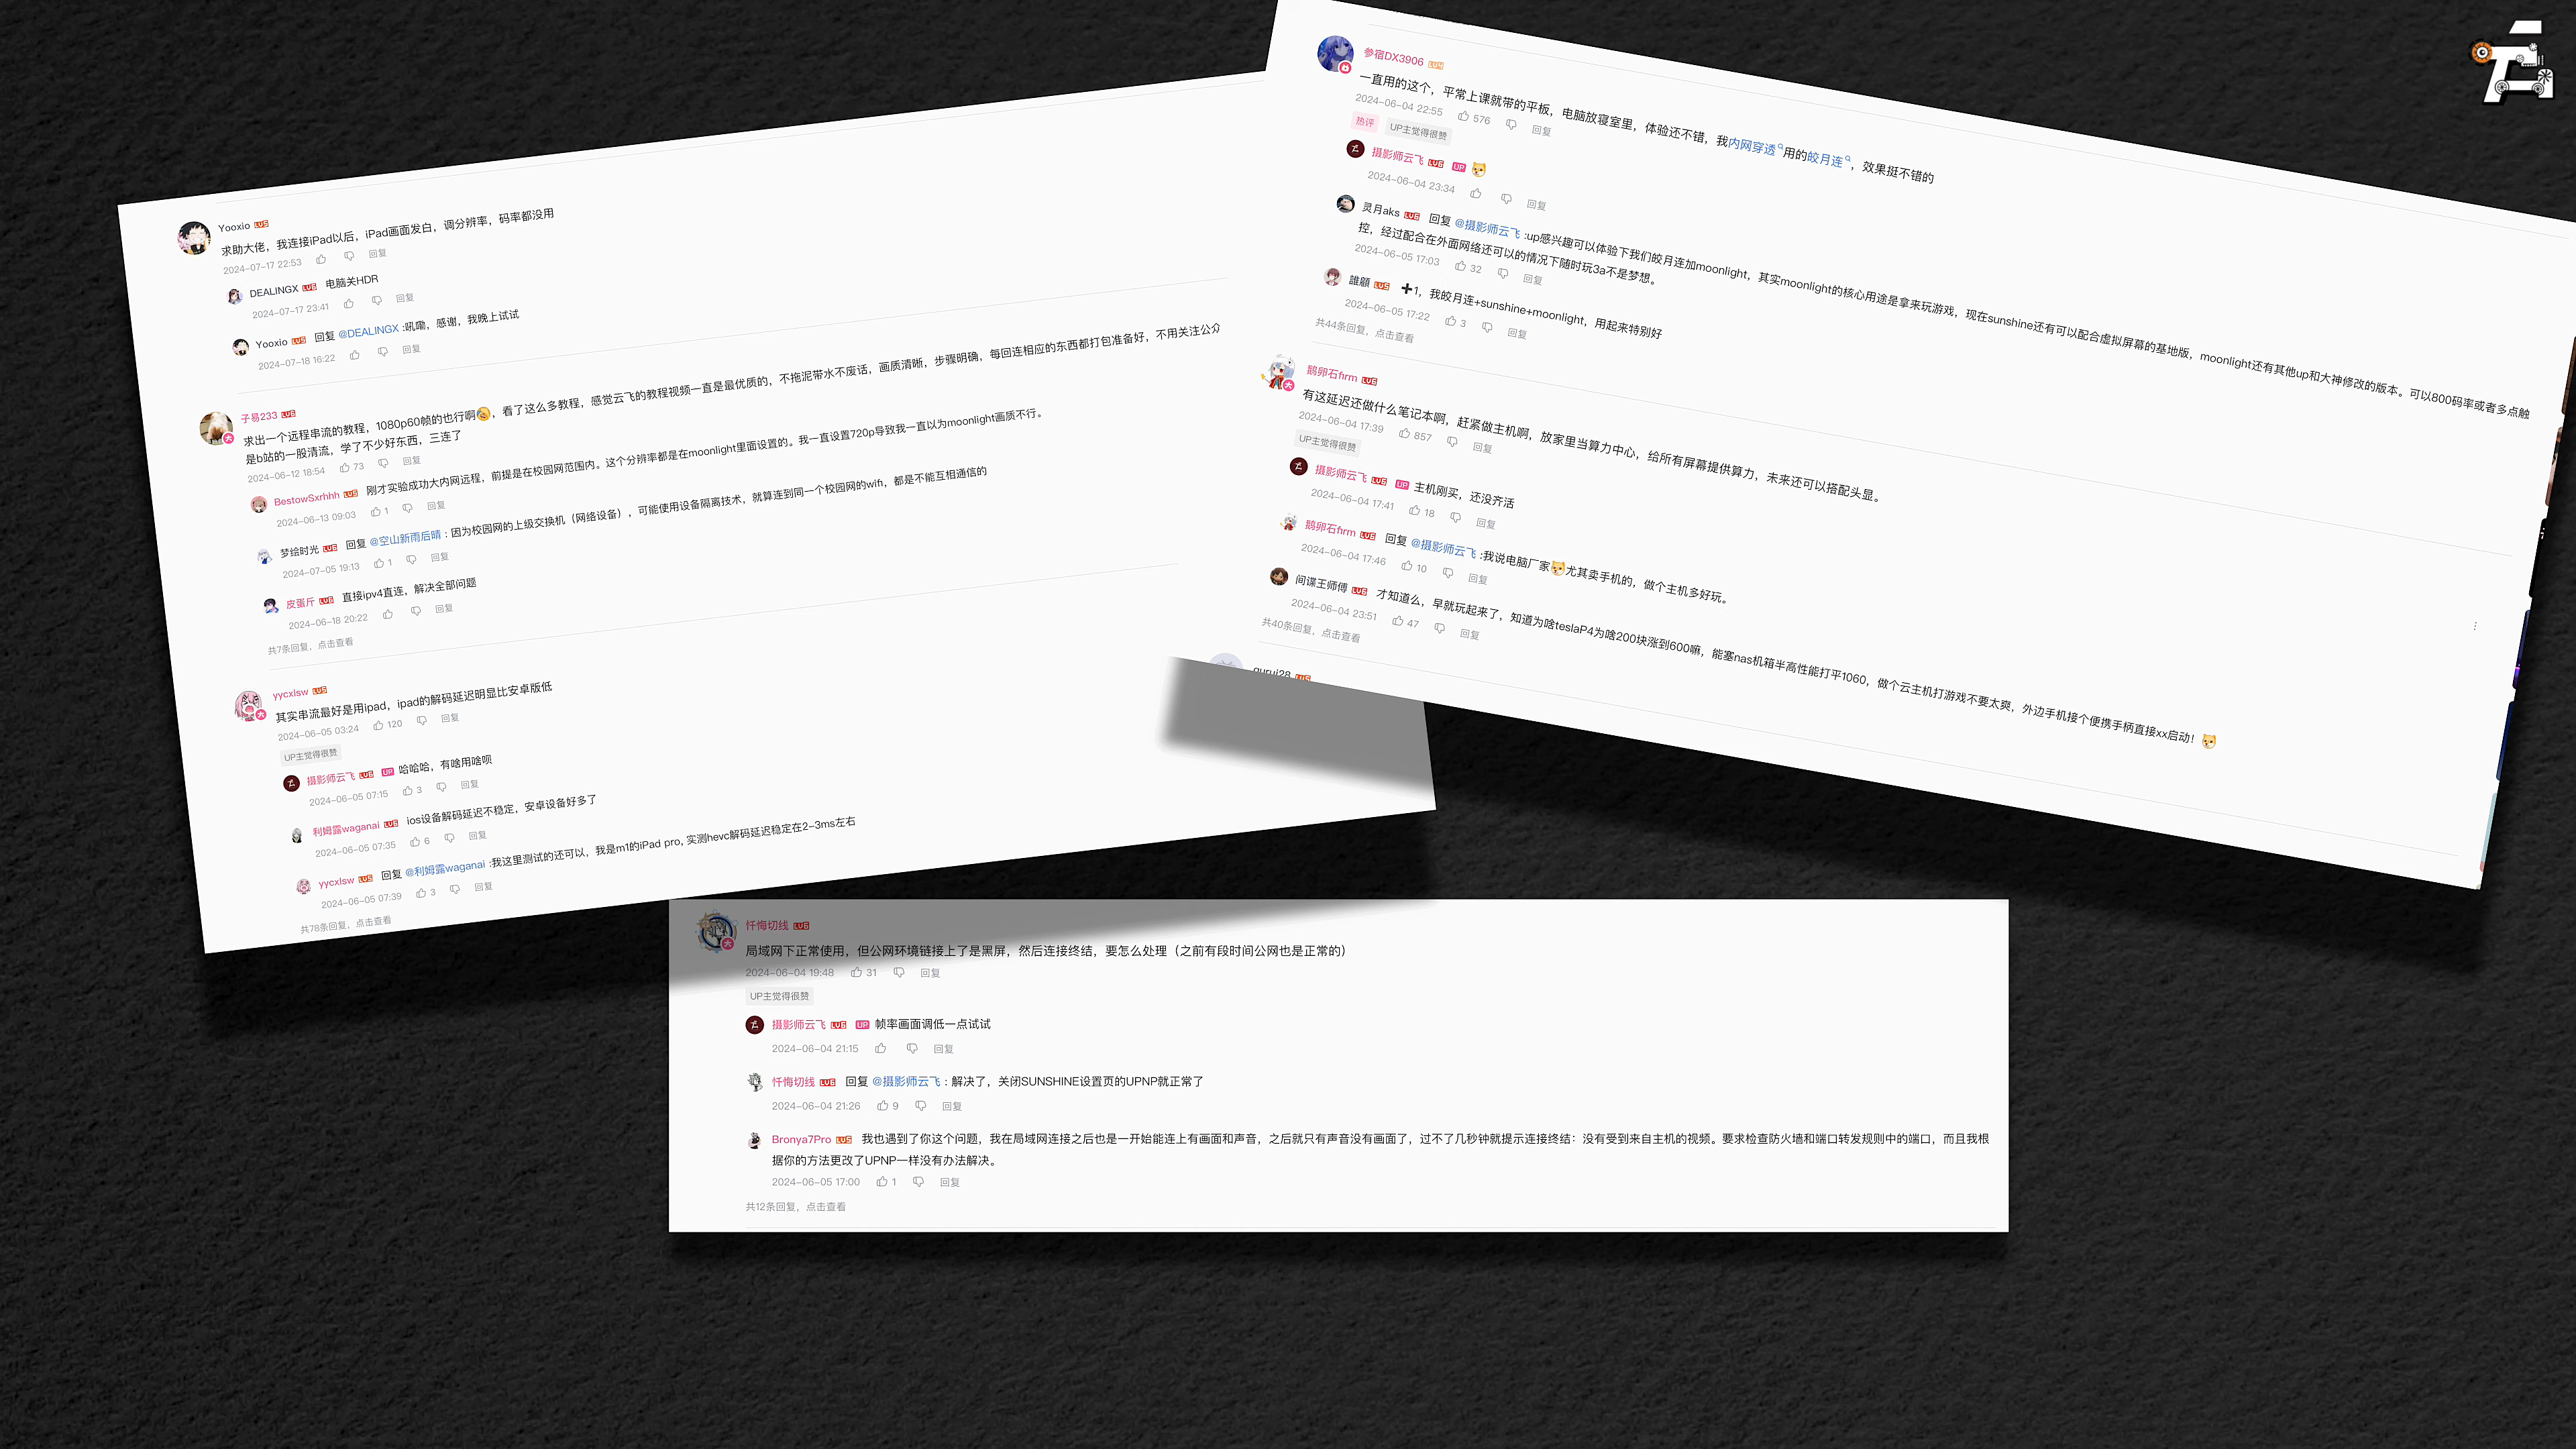 Yooxio LV5
求助大佬，我连接iPad以后，iPad画面发白，调分辨率，码率都没用
2024-07-17 22:53 回复
DEALINGX LV6 电脑关HDR
2024-07-17 23:41 回复
Yooxio LV5 回复 @DEALINGX :吼嘞，感谢，我晚上试试
2024-07-18 16:22 回复
子易233 LV6
求出一个远程串流的教程，1080p60帧的也行啊，看了这么多教程，感觉云飞的教程视频一直是最优质的，不拖泥带水不废话，画质清晰，步骤明确，每回连相应的东西都打包准备好，不用关注公众
是b站的一股清流，学了不少好东西，三连了
2024-06-12 18:54 73 回复
BestowSxrhhh LV5 刚才实验成功大内网远程，前提是在校园网范围内。这个分辨率都是在moonlight里面设置的。我一直设置720p导致我一直以为moonlight画质不行。
2024-06-13 09:03 1 回复
梦绘时光 LV6 回复 @空山新雨后晴 : 因为校园网的上级交换机（网络设备），可能使用设备隔离技术，就算连到同一个校园网的wifi，都是不能互相通信的
2024-07-05 19:13 1 回复
皮蛋斤 LV6 直接ipv4直连，解决全部问题
2024-06-18 20:22 回复
共7条回复，点击查看
yycxlsw LV5
其实串流最好是用ipad，ipad的解码延迟明显比安卓版低
2024-06-05 03:24 120 回复
UP主觉得很赞
摄影师云飞 LV6 UP 哈哈哈，有啥用啥呗
2024-06-05 07:15 3 回复
利姆露waganai LV6 ios设备解码延迟不稳定，安卓设备好多了
2024-06-05 07:35 6 回复
yycxlsw LV5 回复 @利姆露waganai :我这里测试的还可以，我是m1的iPad pro, 实测hevc解码延迟稳定在2-3ms左右
2024-06-05 07:39 3 回复
共78条回复，点击查看
参宿DX3906 LV4
一直用的这个，平常上课就带的平板，电脑放寝室里，体验还不错，我内网穿透用的皎月连，效果挺不错的
2024-06-04 22:55 576 回复
热评 UP主觉得很赞
摄影师云飞 LV6 UP
2024-06-04 23:34 回复
灵月aks LV6 回复 @摄影师云飞 :up感兴趣可以体验下我们皎月连加moonlight，其实moonlight的核心用途是拿来玩游戏，现在sunshine还有可以配合虚拟屏幕的基地版，moonlight还有其他up和大神修改的版本。可以800码率或者多点触
控，经过配合在外面网络还可以的情况下随时玩3a不是梦想。
2024-06-05 17:03 32 回复
誰顧 LV5 ➕1，我皎月连+sunshine+moonlight，用起来特别好
2024-06-05 17:22 3 回复
共44条回复，点击查看
鹅卵石firm LV6
有这延迟还做什么笔记本啊，赶紧做主机啊，放家里当算力中心，给所有屏幕提供算力，未来还可以搭配头显。
2024-06-04 17:39 857 回复
UP主觉得很赞
摄影师云飞 LV6 UP 主机刚买，还没齐活
2024-06-04 17:41 18 回复
鹅卵石firm LV6 回复 @摄影师云飞 :我说电脑厂家尤其卖手机的，做个主机多好玩。
2024-06-04 17:46 10 回复
间谍王师傅 LV6 才知道么，早就玩起来了，知道为啥teslaP4为啥200块涨到600嘛，能塞nas机箱半高性能打平1060，做个云主机打游戏不要太爽，外边手机接个便携手柄直接xx启动！
2024-06-04 23:51 47 回复
共40条回复，点击查看
忏悔切线 LV6
局域网下正常使用，但公网环境链接上了是黑屏，然后连接终结，要怎么处理（之前有段时间公网也是正常的）
2024-06-04 19:48 31 回复
UP主觉得很赞
摄影师云飞 LV6 UP 帧率画面调低一点试试
2024-06-04 21:15 回复
忏悔切线 LV6 回复 @摄影师云飞 : 解决了，关闭SUNSHINE设置页的UPNP就正常了
2024-06-04 21:26 9 回复
Bronya7Pro LV5 我也遇到了你这个问题，我在局域网连接之后也是一开始能连上有画面和声音，之后就只有声音没有画面了，过不了几秒钟就提示连接终结：没有受到来自主机的视频。要求检查防火墙和端口转发规则中的端口，而且我根
据你的方法更改了UPNP一样没有办法解决。
2024-06-05 17:00 1 回复
共12条回复，点击查看